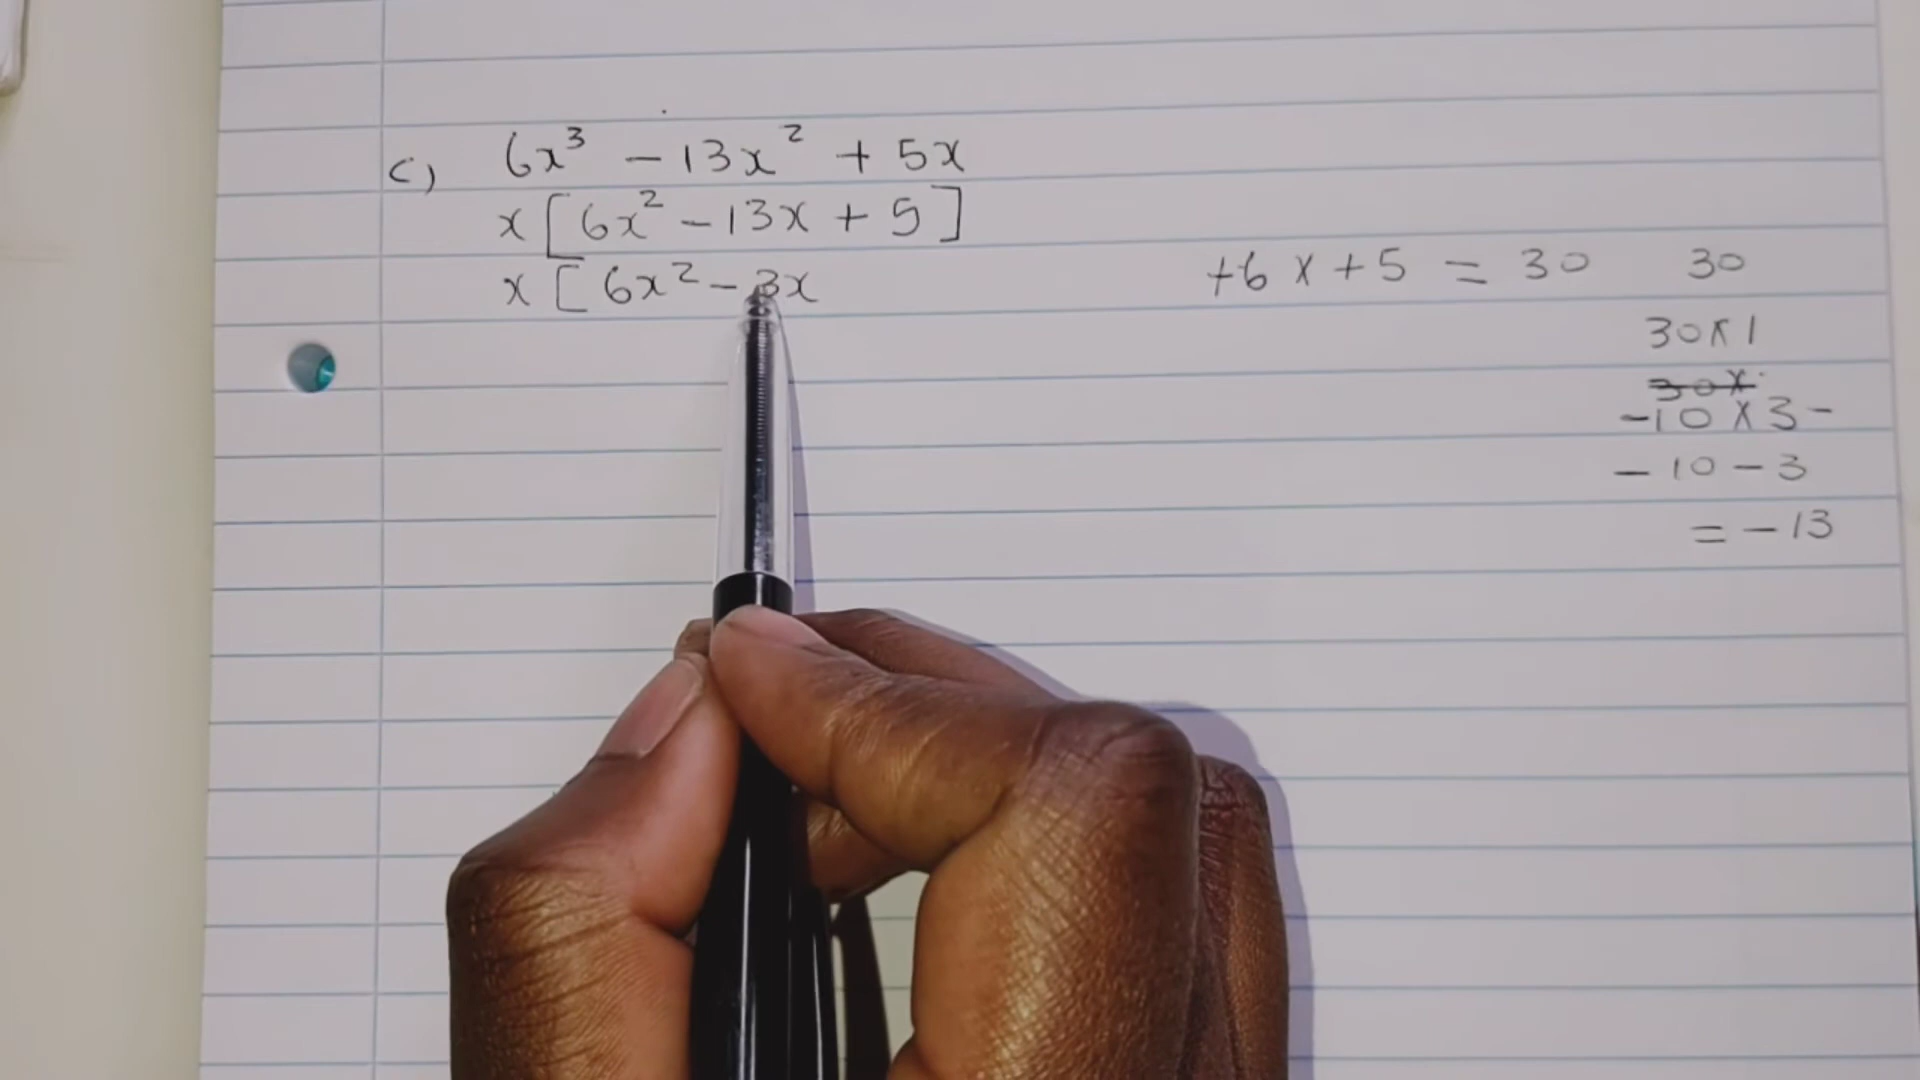 c) 6x³ - 13x² + 5x
x [ 6x² - 13x + 5 ]
x [ 6x² - 3x
+6 x +5 = 30
30
30x1
30x
-10 x 3-
- 10 - 3
= - 13